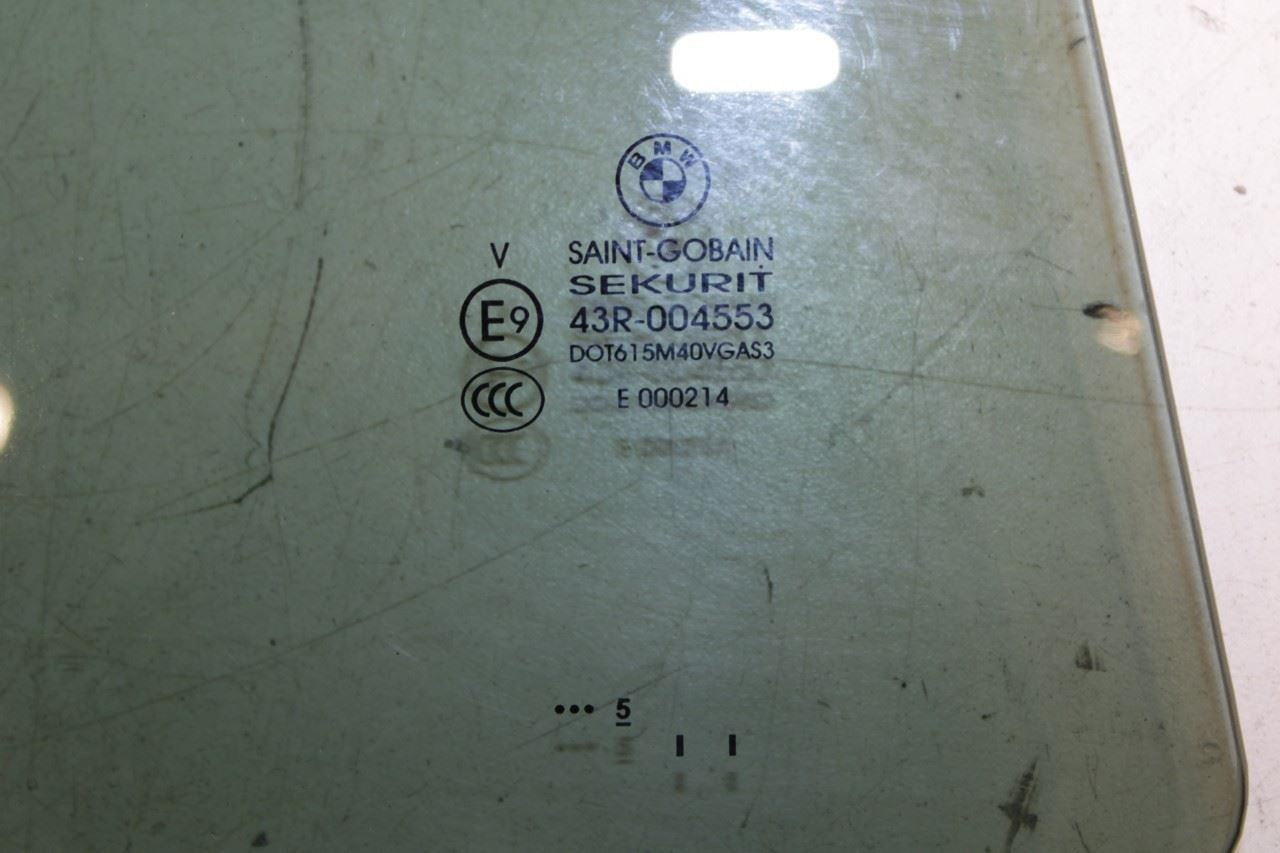 BMW
V
SAINT-GOBAIN
SEKURIT
E9
43R-004553
DOT615M40VGAS3
CCC
E 000214
••• 5
I I